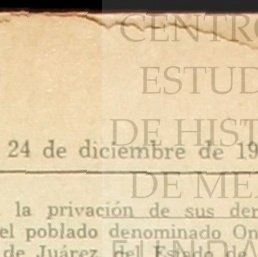 CENTRO
ESTUD
DE HIST
24 de diciembre de 19
DE ME
la privación de sus der
el poblado denominado On
de Juárez, del Estado de
FINDIA